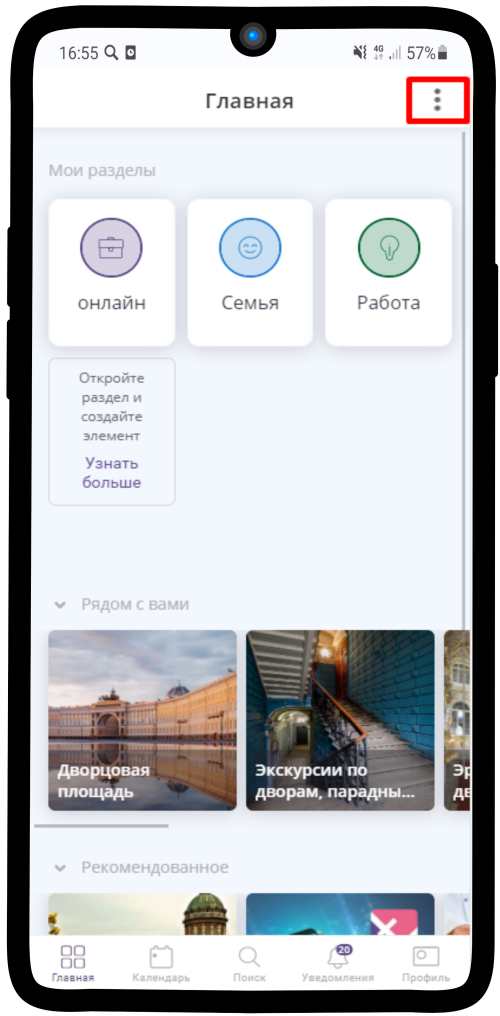 16:55
4G
57%
Главная
Мои разделы
онлайн
Семья
Работа
Откройте
раздел и
создайте
элемент
Узнать
больше
Рядом с вами
Дворцовая
площадь
Экскурсии по
дворам, парадны...
Эр
дв
Рекомендованное
20
Главная
Календарь
Поиск
Уведомления
Профиль